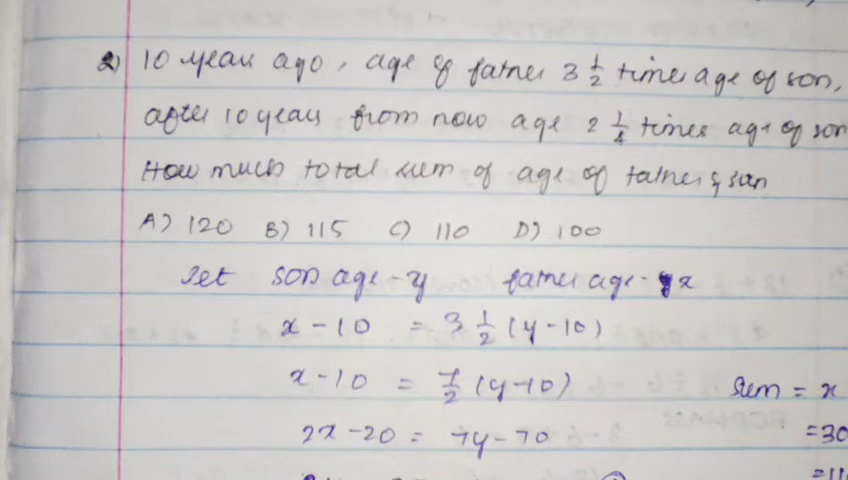 2) 10 year ago, age of father 3 1/2 time age of son,
after 10 years from now age 2 1/4 times age of son
How much total sum of age of father & son
A) 120 B) 115 C) 110 D) 100
Let son age - y father age - x
x - 10 = 3 1/2 (y - 10)
x - 10 = 7/2 (y - 10) Sum = x
2x - 20 = 7y - 70 = 30
= 11